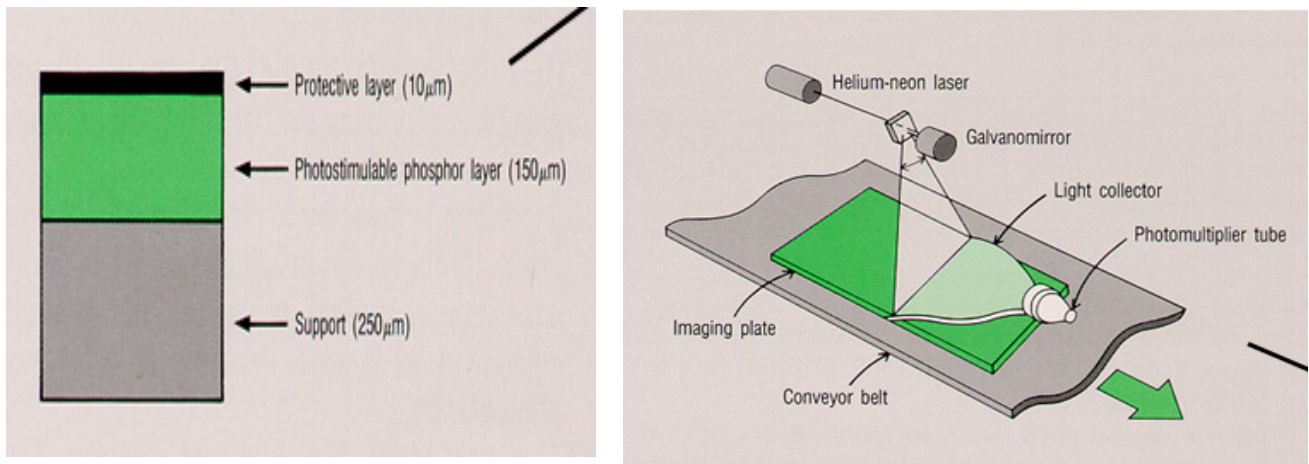 Protective layer (10µm)
Photostimulable phosphor layer (150µm)
Support (250µm)
Helium-neon laser
Galvanomirror
Light collector
Photomultiplier tube
Imaging plate
Conveyor belt